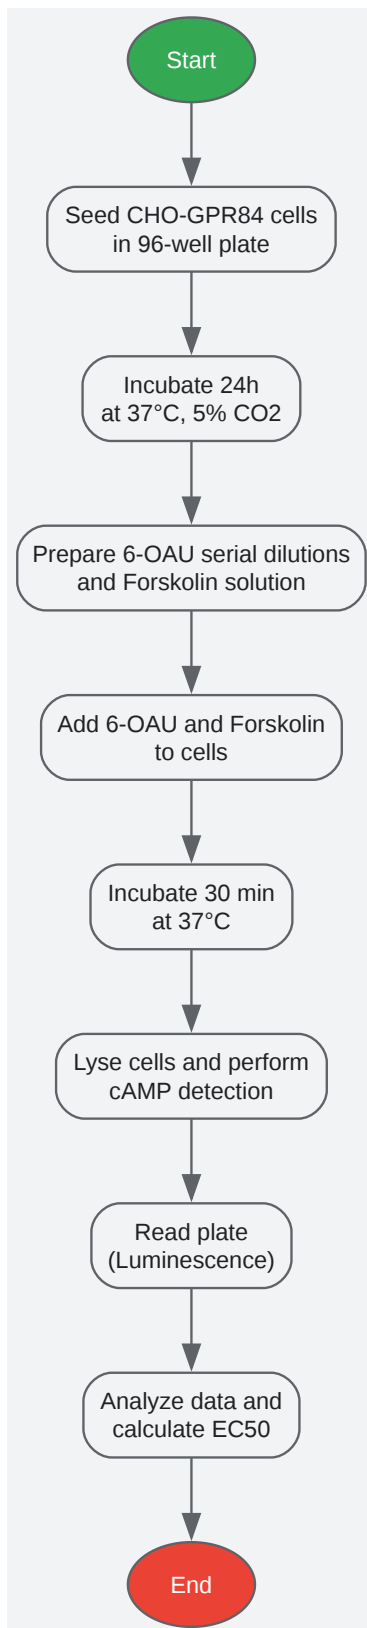 Start
Seed CHO-GPR84 cells
in 96-well plate
Incubate 24h
at 37°C, 5% CO2
Prepare 6-OAU serial dilutions
and Forskolin solution
Add 6-OAU and Forskolin
to cells
Incubate 30 min
at 37°C
Lyse cells and perform
cAMP detection
Read plate
(Luminescence)
Analyze data and
calculate EC50
End